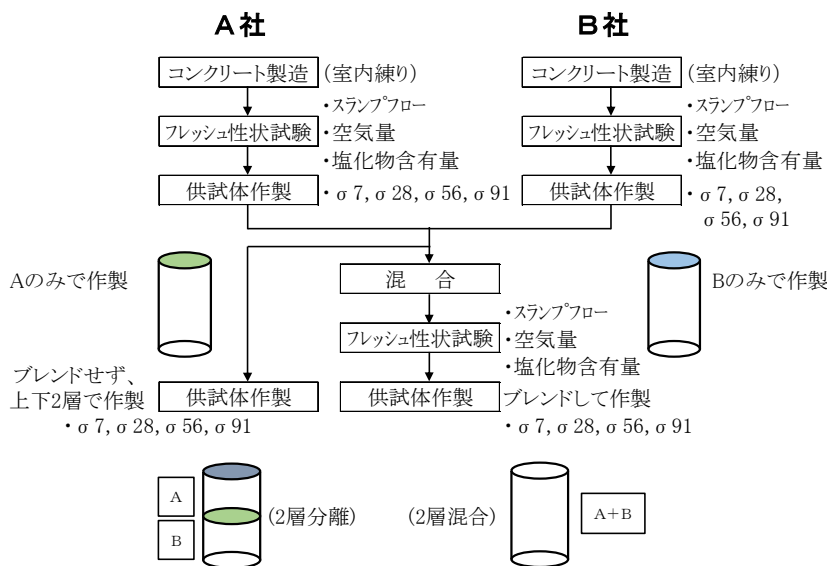 A社
B社
コンクリート製造
(室内練り)
コンクリート製造
(室内練り)
・スランプフロー
フレッシュ性状試験
・空気量
・塩化物含有量
・スランプフロー
フレッシュ性状試験
・空気量
・塩化物含有量
供試体作製
・σ7, σ28, σ56, σ91
供試体作製
・σ7, σ28,
σ56, σ91
Aのみで作製
混　合
Bのみで作製
・スランプフロー
フレッシュ性状試験
・空気量
・塩化物含有量
ブレンドせず、
上下2層で作製
供試体作製
・σ7, σ28, σ56, σ91
供試体作製
ブレンドして作製
・σ7, σ28, σ56, σ91
A
B
(2層分離)
(2層混合)
A+B